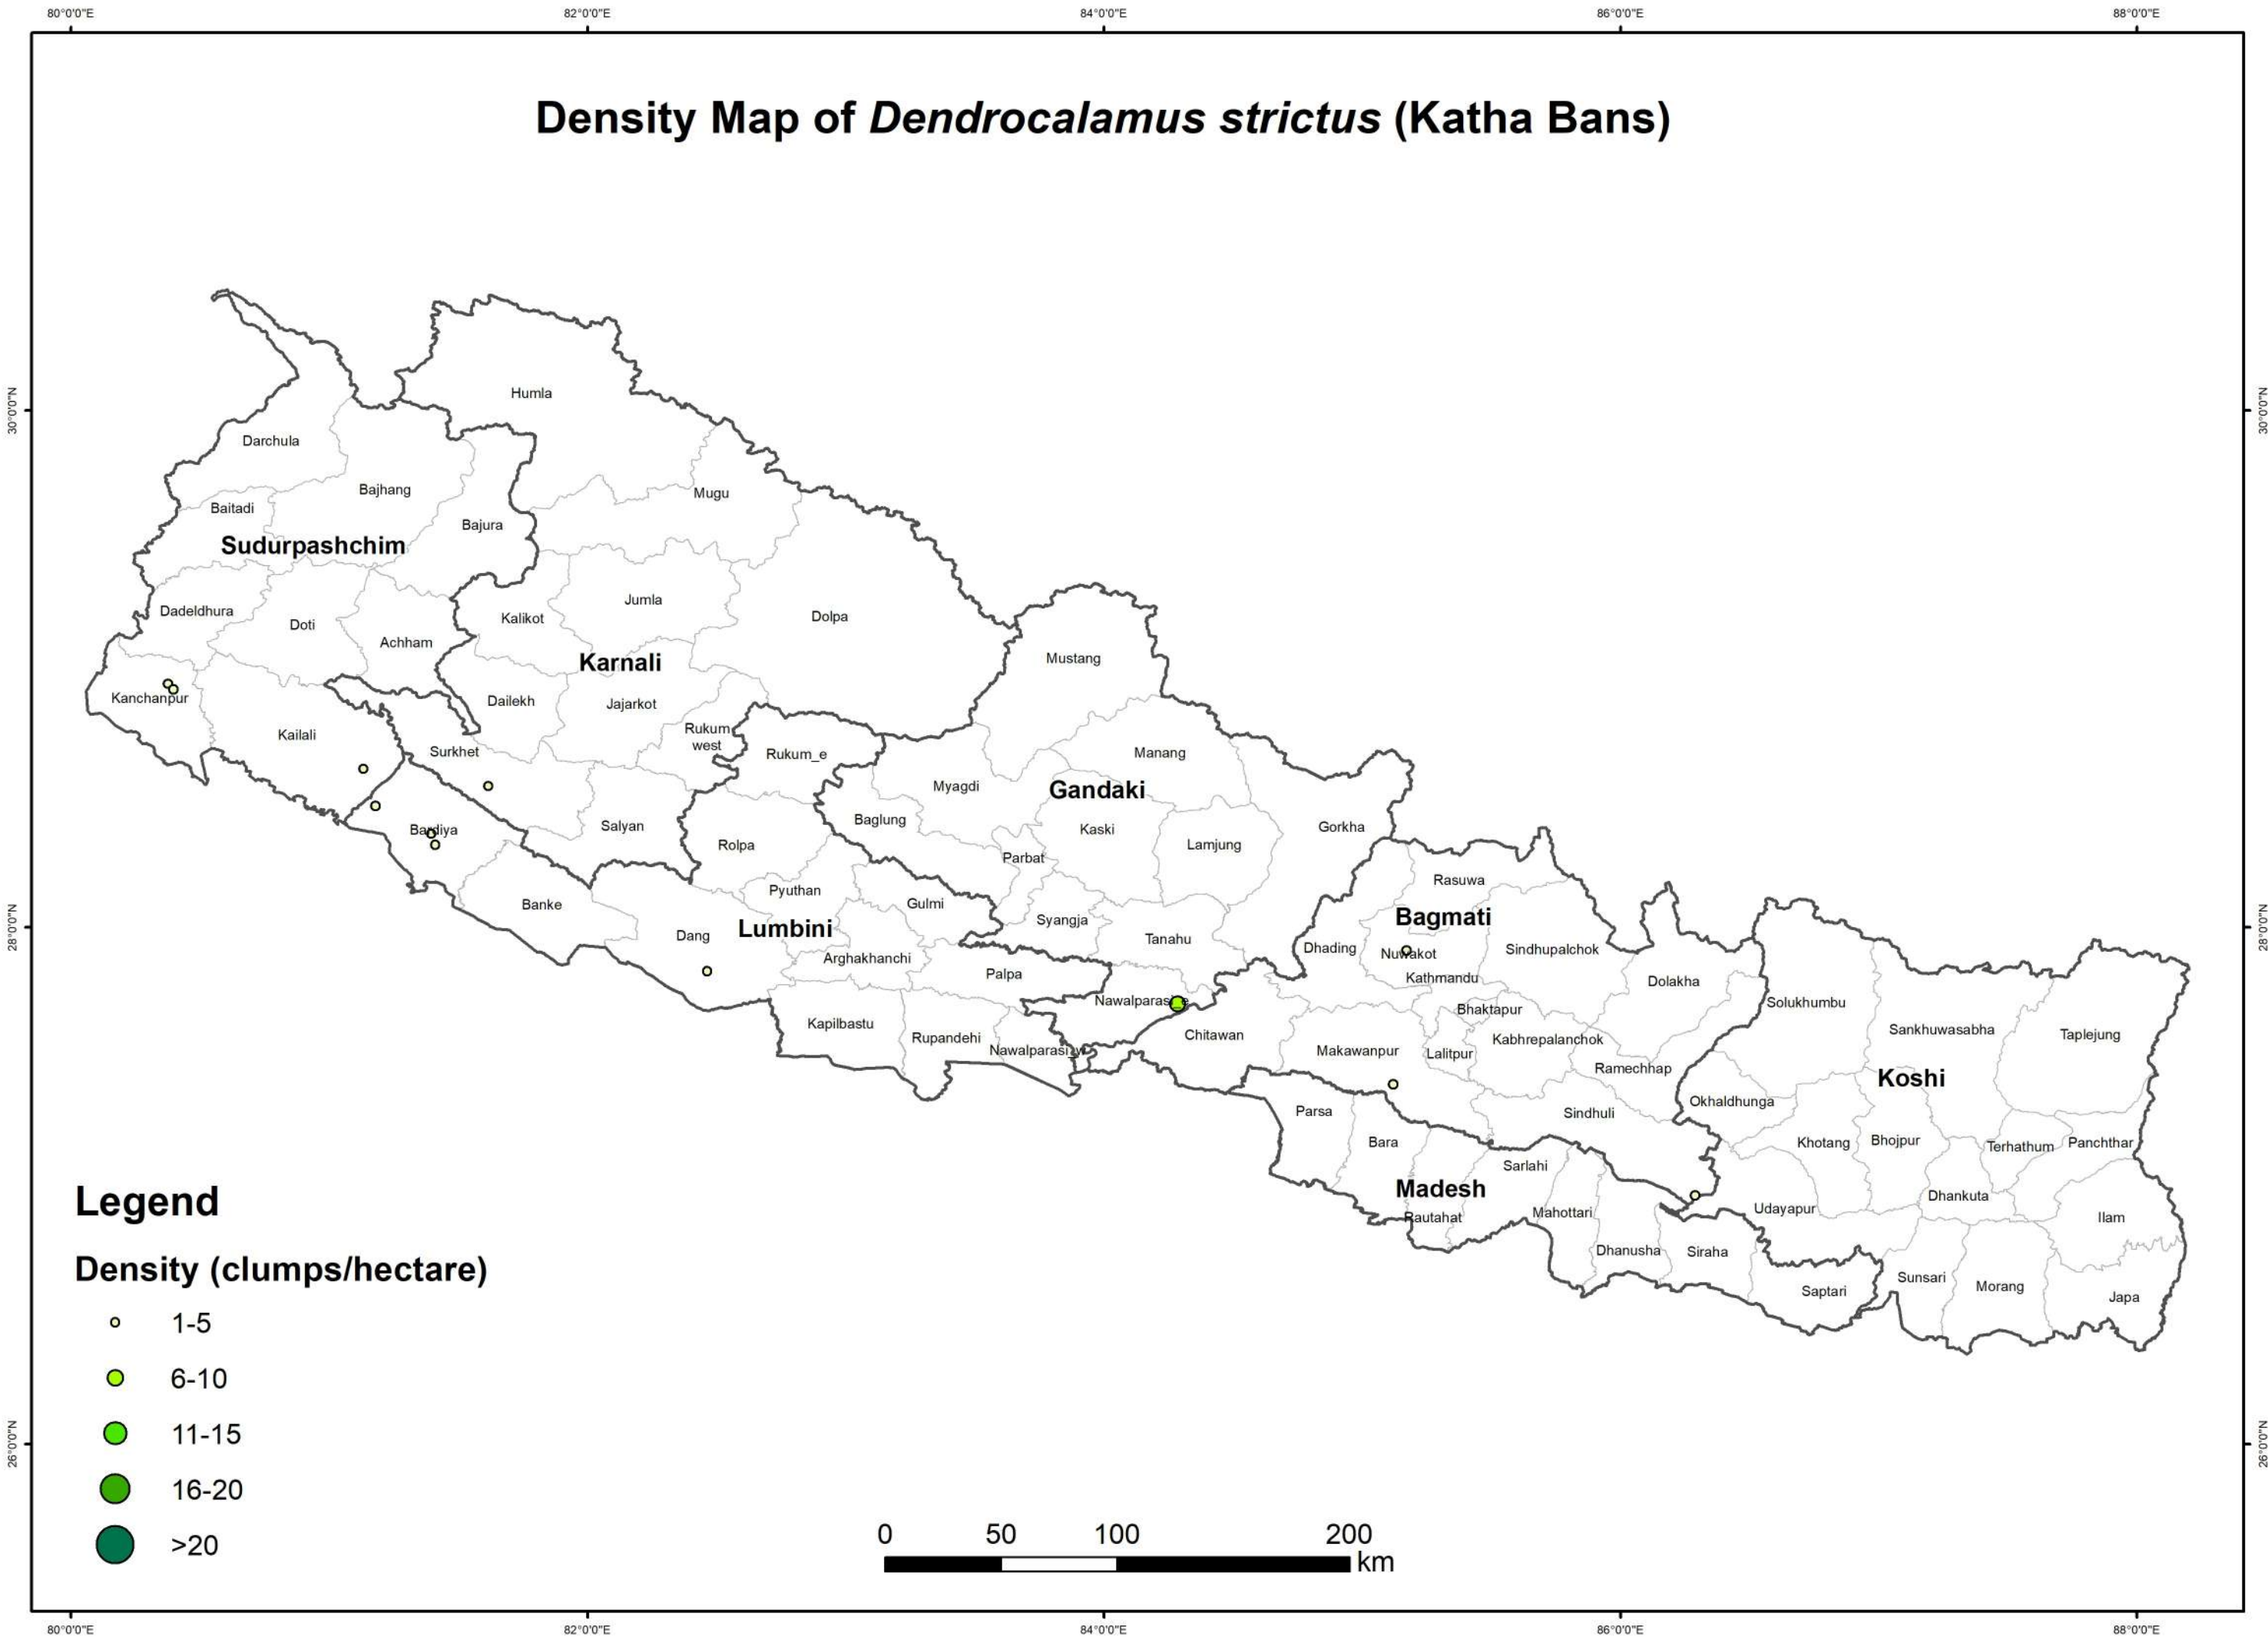 80°0'0"E 82°0'0"E 84°0'0"E 86°0'0"E 88°0'0"E
Density Map of Dendrocalamus strictus (Katha Bans)
Humla
30°0'0"N 30°0'0"N
Darchula
Bajhang
Mugu
Baitadi
Bajura
Sudurpashchim
Jumla
Dadeldhura
Dolpa
Kalikot
Doti
Achham
Mustang
Karnali
Kanchanpur
Dailekh
Jajarkot
Rukum
west
Kailali
Surkhet
Rukum_e
Manang
Myagdi
Gandaki
Baglung
Salyan
Gorkha
Bardiya
Kaski
Rolpa
Lamjung
Parbat
Rasuwa
Pyuthan
Banke
Gulmi
Bagmati
Syangja
28°0'0"N 28°0'0"N
Lumbini
Dang
Tanahu
Dhading
Nuwakot
Sindhupalchok
Arghakhanchi
Palpa
Kathmandu
Dolakha
Nawalparasi_e
Solukhumbu
Bhaktapur
Kapilbastu
Sankhuwasabha
Chitawan
Taplejung
Rupandehi
Kabhrepalanchok
Nawalparasi_w
Makawanpur
Lalitpur
Ramechhap
Koshi
Okhaldhunga
Parsa
Sindhuli
Bara
Khotang
Bhojpur
Terhathum
Panchthar
Sarlahi
Madesh
Dhankuta
Legend
Udayapur
Mahottari
Rautahat
Ilam
Dhanusha
Siraha
Density (clumps/hectare)
Sunsari
Morang
Saptari
Japa
1-5
6-10
11-15
26°0'0"N 26°0'0"N
16-20
>20
0 50 100 200
km
80°0'0"E 82°0'0"E 84°0'0"E 86°0'0"E 88°0'0"E